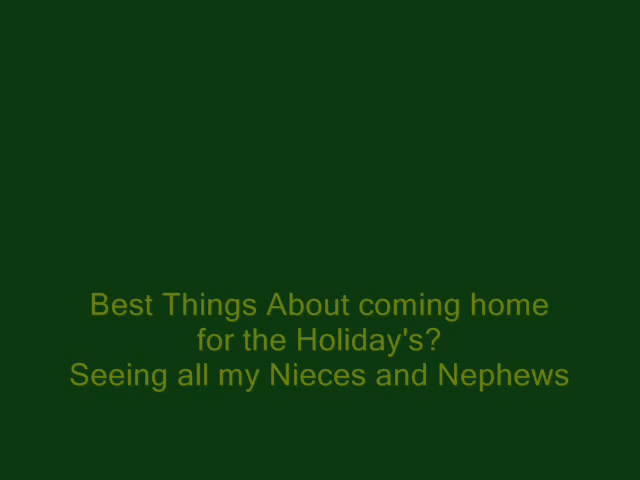 Best Things About coming home
for the Holiday's?
Seeing all my Nieces and Nephews